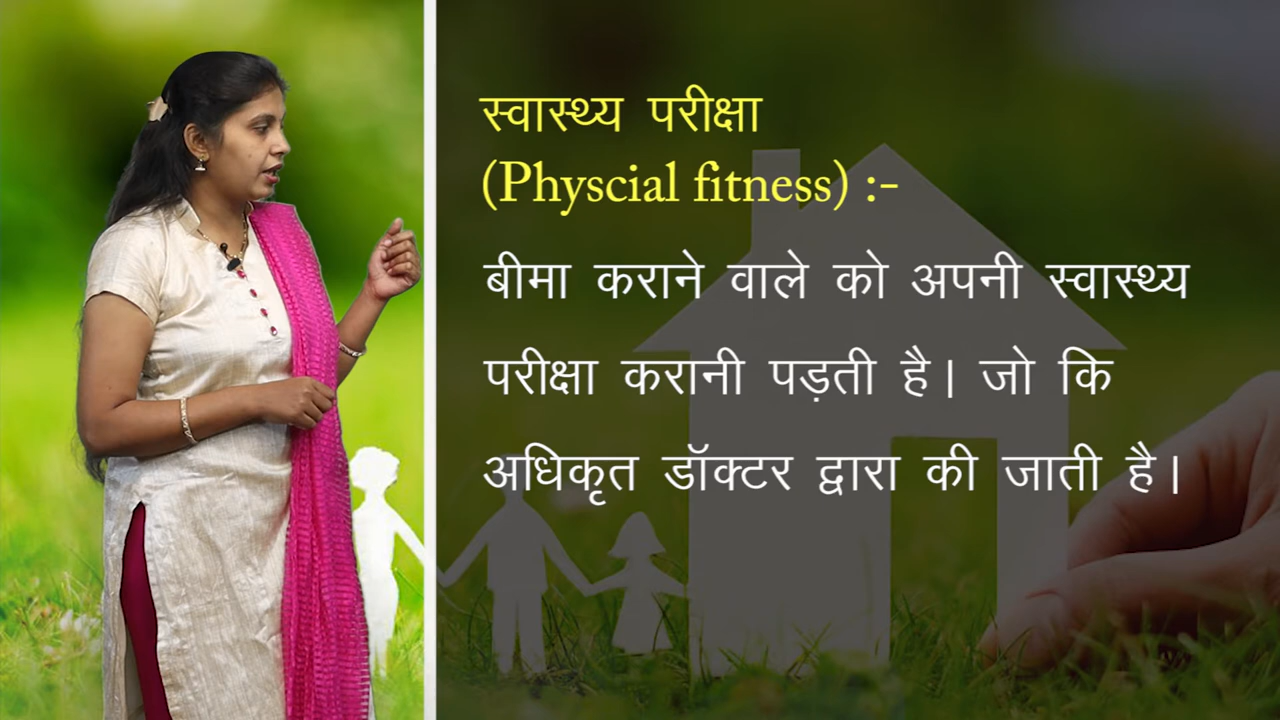 स्वास्थ्य परीक्षा
(Physcial fitness) :-
बीमा कराने वाले को अपनी स्वास्थ्य
परीक्षा करानी पड़ती है। जो कि
अधिकृत डॉक्टर द्वारा की जाती है।